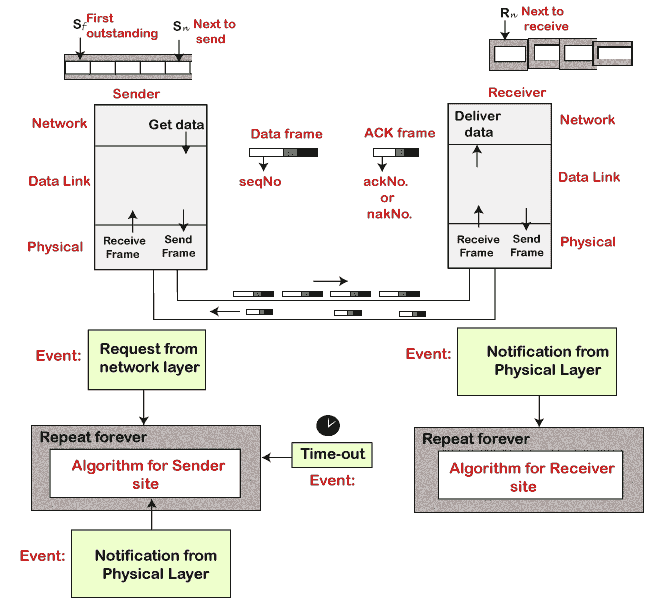 Sf First
outstanding
Sn Next to
send
Rn Next to
receive
Sender
Receiver
Network
Get data
Data frame
ACK frame
Deliver
data
Network
Data Link
seqNo
ackNo.
or
nakNo.
Data Link
Physical
Receive
Frame
Send
Frame
Receive
Frame
Send
Frame
Physical
Event:
Request from
network layer
Event:
Notification from
Physical Layer
Repeat forever
Algorithm for Sender
site
Time-out
Event:
Repeat forever
Algorithm for Receiver
site
Event:
Notification from
Physical Layer